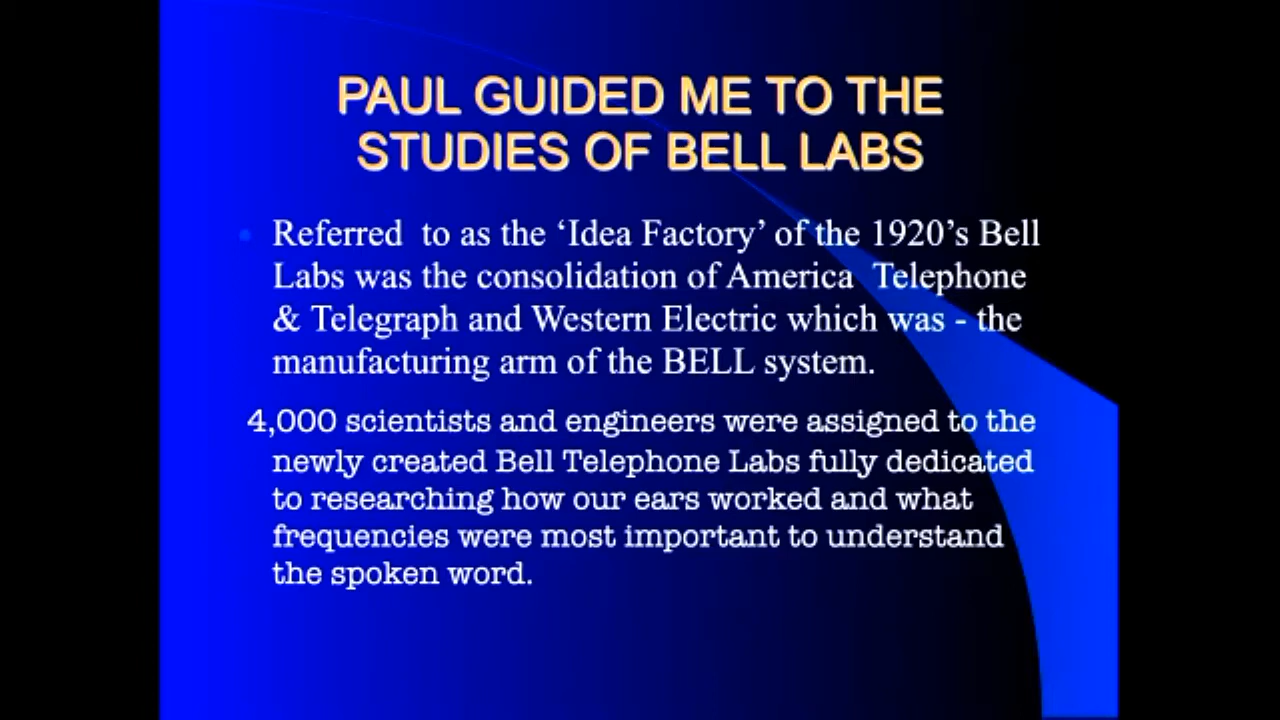 PAUL GUIDED ME TO THE
STUDIES OF BELL LABS
Referred  to as the ‘Idea Factory’ of the 1920’s Bell
Labs was the consolidation of America  Telephone
& Telegraph and Western Electric which was - the
manufacturing arm of the BELL system.
4,000 scientists and engineers were assigned to the
newly created Bell Telephone Labs fully dedicated
to researching how our ears worked and what
frequencies were most important to understand
the spoken word.